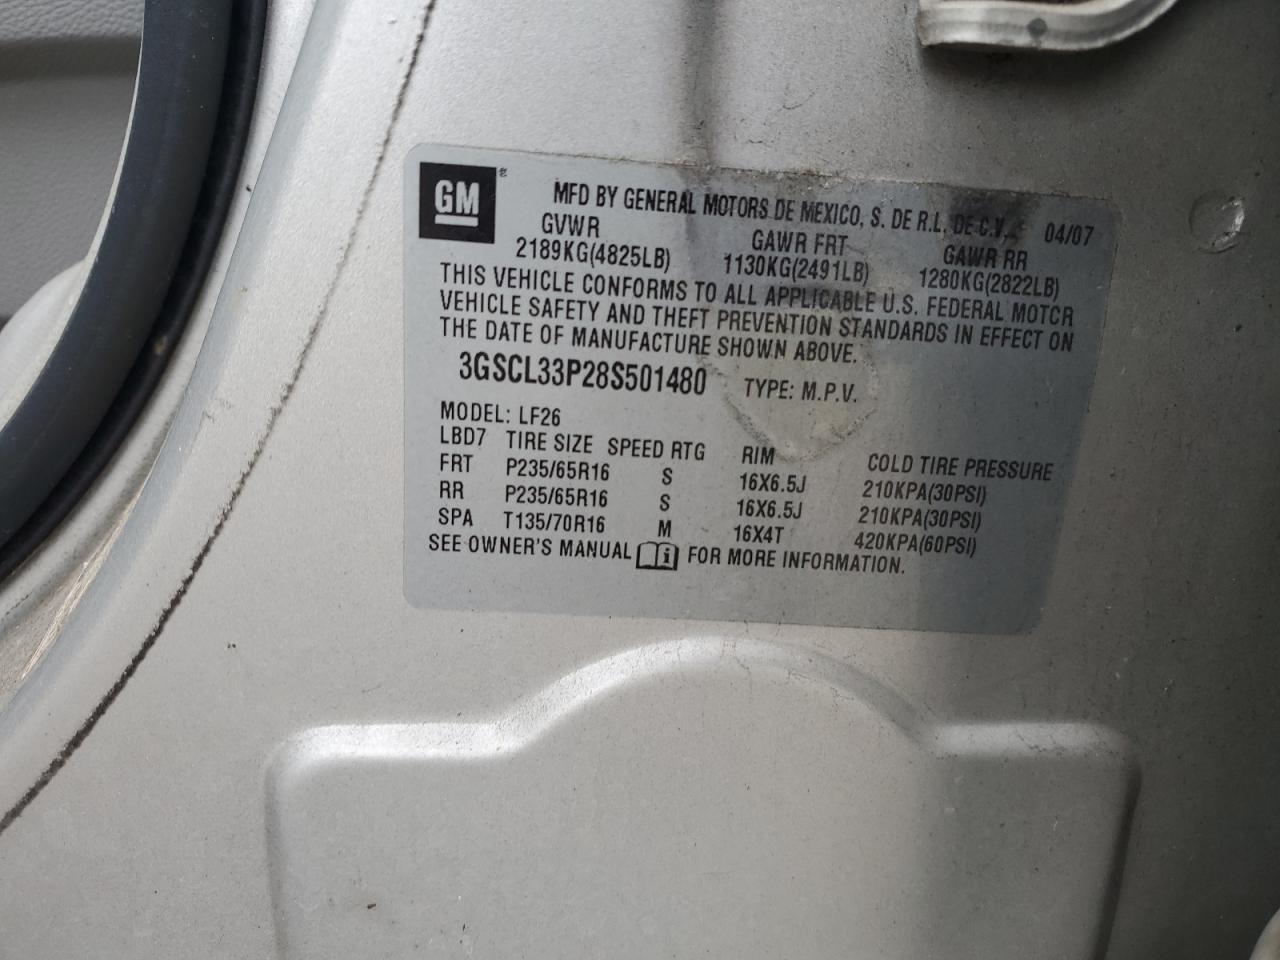 GM
MFD BY GENERAL MOTORS DE MEXICO, S. DE R.L. DE C.V. 04/07
GVWR GAWR FRT GAWR RR
2189KG(4825LB) 1130KG(2491LB) 1280KG(2822LB)
THIS VEHICLE CONFORMS TO ALL APPLICABLE U.S. FEDERAL MOTOR
VEHICLE SAFETY AND THEFT PREVENTION STANDARDS IN EFFECT ON
THE DATE OF MANUFACTURE SHOWN ABOVE.
3GSCL33P28S501480 TYPE: M.P.V.
MODEL: LF26
LBD7 TIRE SIZE SPEED RTG RIM COLD TIRE PRESSURE
FRT P235/65R16 S 16X6.5J 210KPA(30PSI)
RR P235/65R16 S 16X6.5J 210KPA(30PSI)
SPA T135/70R16 M 16X4T 420KPA(60PSI)
SEE OWNER'S MANUAL i FOR MORE INFORMATION.